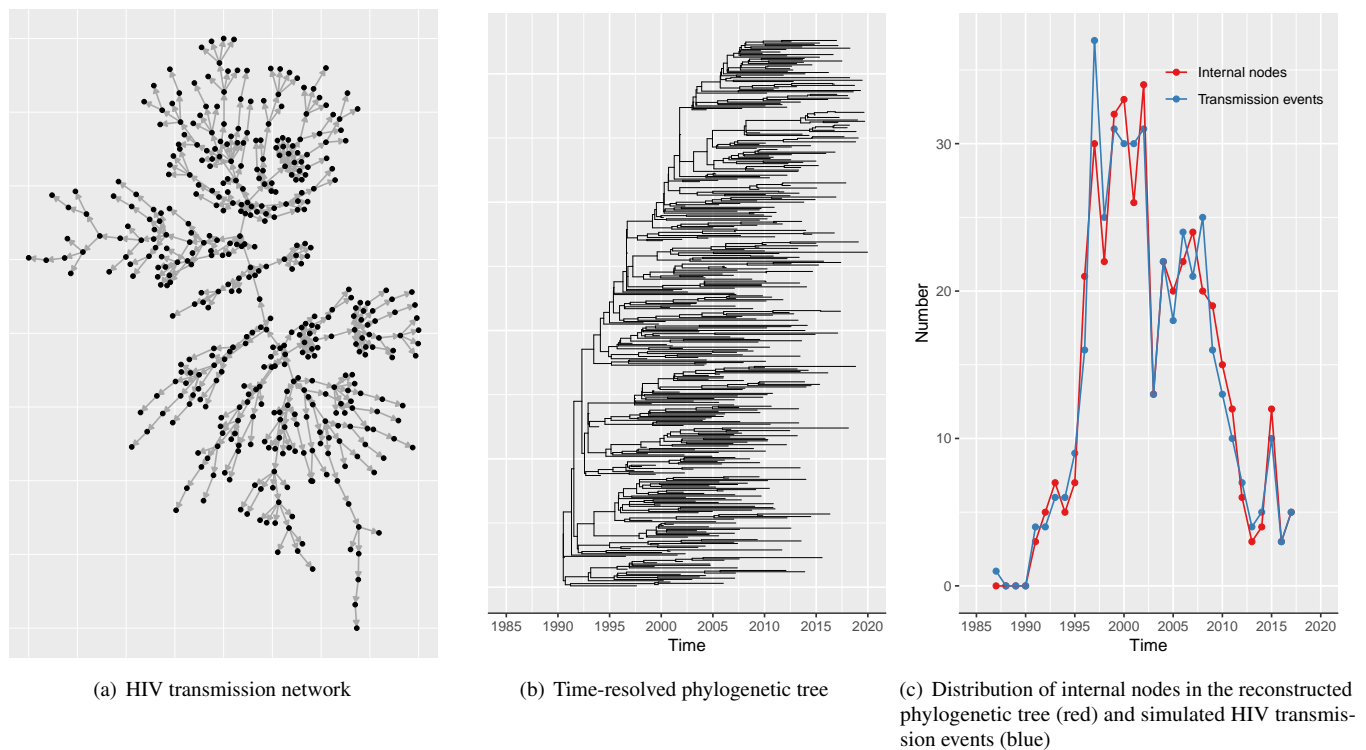 1985 1990 1995 2000 2005 2010 2015 2020
Time
Number
30
20
10
0
Internal nodes
Transmission events
1985 1990 1995 2000 2005 2010 2015 2020
Time
(a) HIV transmission network
(b) Time-resolved phylogenetic tree
(c) Distribution of internal nodes in the reconstructed
phylogenetic tree (red) and simulated HIV transmis-
sion events (blue)